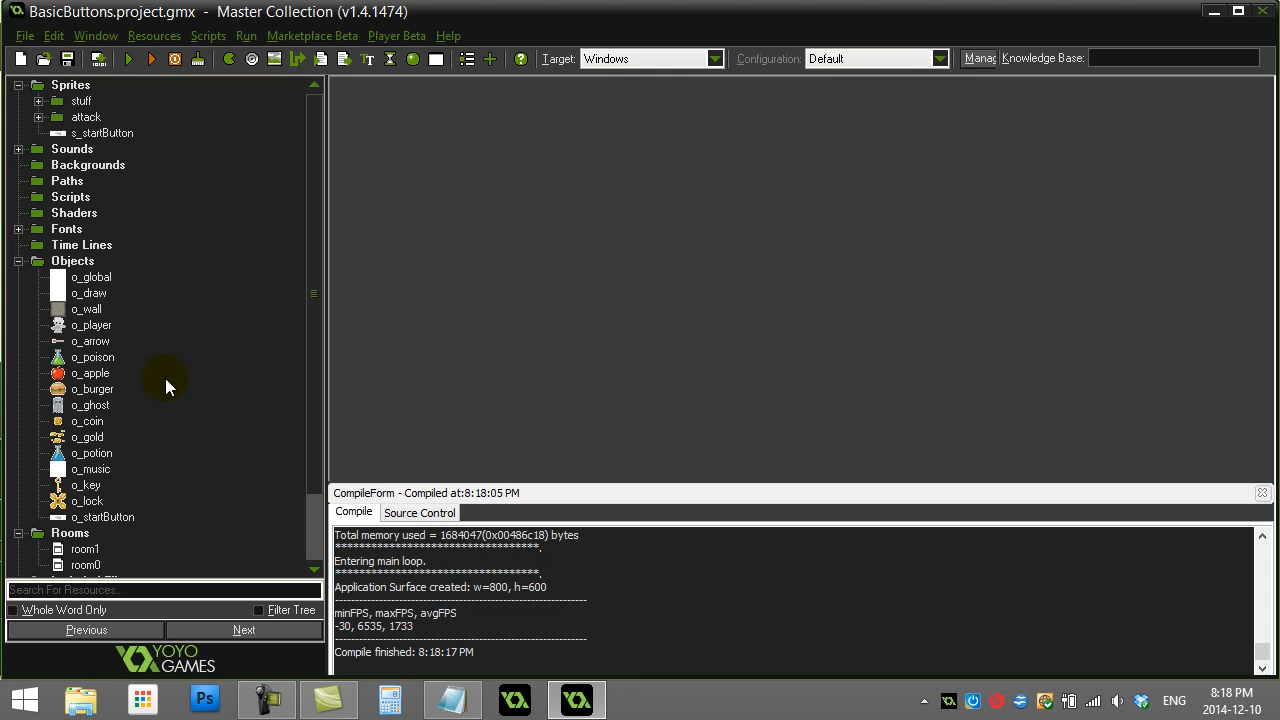 BasicButtons.project.gmx - Master Collection (v1.4.1474)
File Edit Window Resources Scripts Run Marketplace Beta Player Beta Help
Target: Windows Configuration: Default Manac Knowledge Base:
Sprites
stuff
attack
s_startButton
Sounds
Backgrounds
Paths
Scripts
Shaders
Fonts
Time Lines
Objects
o_global
o_draw
o_wall
o_player
o_arrow
o_poison
o_apple
o_burger
o_ghost
o_coin
o_gold
o_potion
o_music
o_key
o_lock
o_startButton
Rooms
room1
room0
Search For Resources...
Whole Word Only Filter Tree
Previous Next
YOYO
GAMES
CompileForm - Compiled at:8:18:05 PM
Compile Source Control
Total memory used = 1684047(0x00486c18) bytes
**********************************.
Entering main loop.
**********************************.
Application Surface created: w=800, h=600
minFPS, maxFPS, avgFPS
-30, 6535, 1733
Compile finished: 8:18:17 PM
Ps
ENG
8:18 PM
2014-12-10